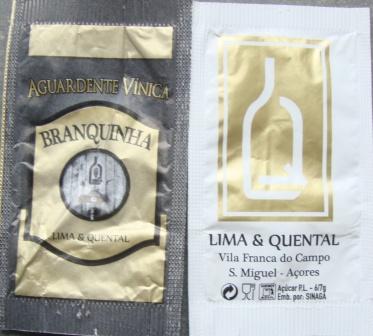 AGUARDENTE VÍNICA
BRANQUINHA
LIMA & QUENTAL
LIMA & QUENTAL
Vila Franca do Campo
S. Miguel - Açores
Açúcar P.L. - 6/7g
Emb. por: SINAGA